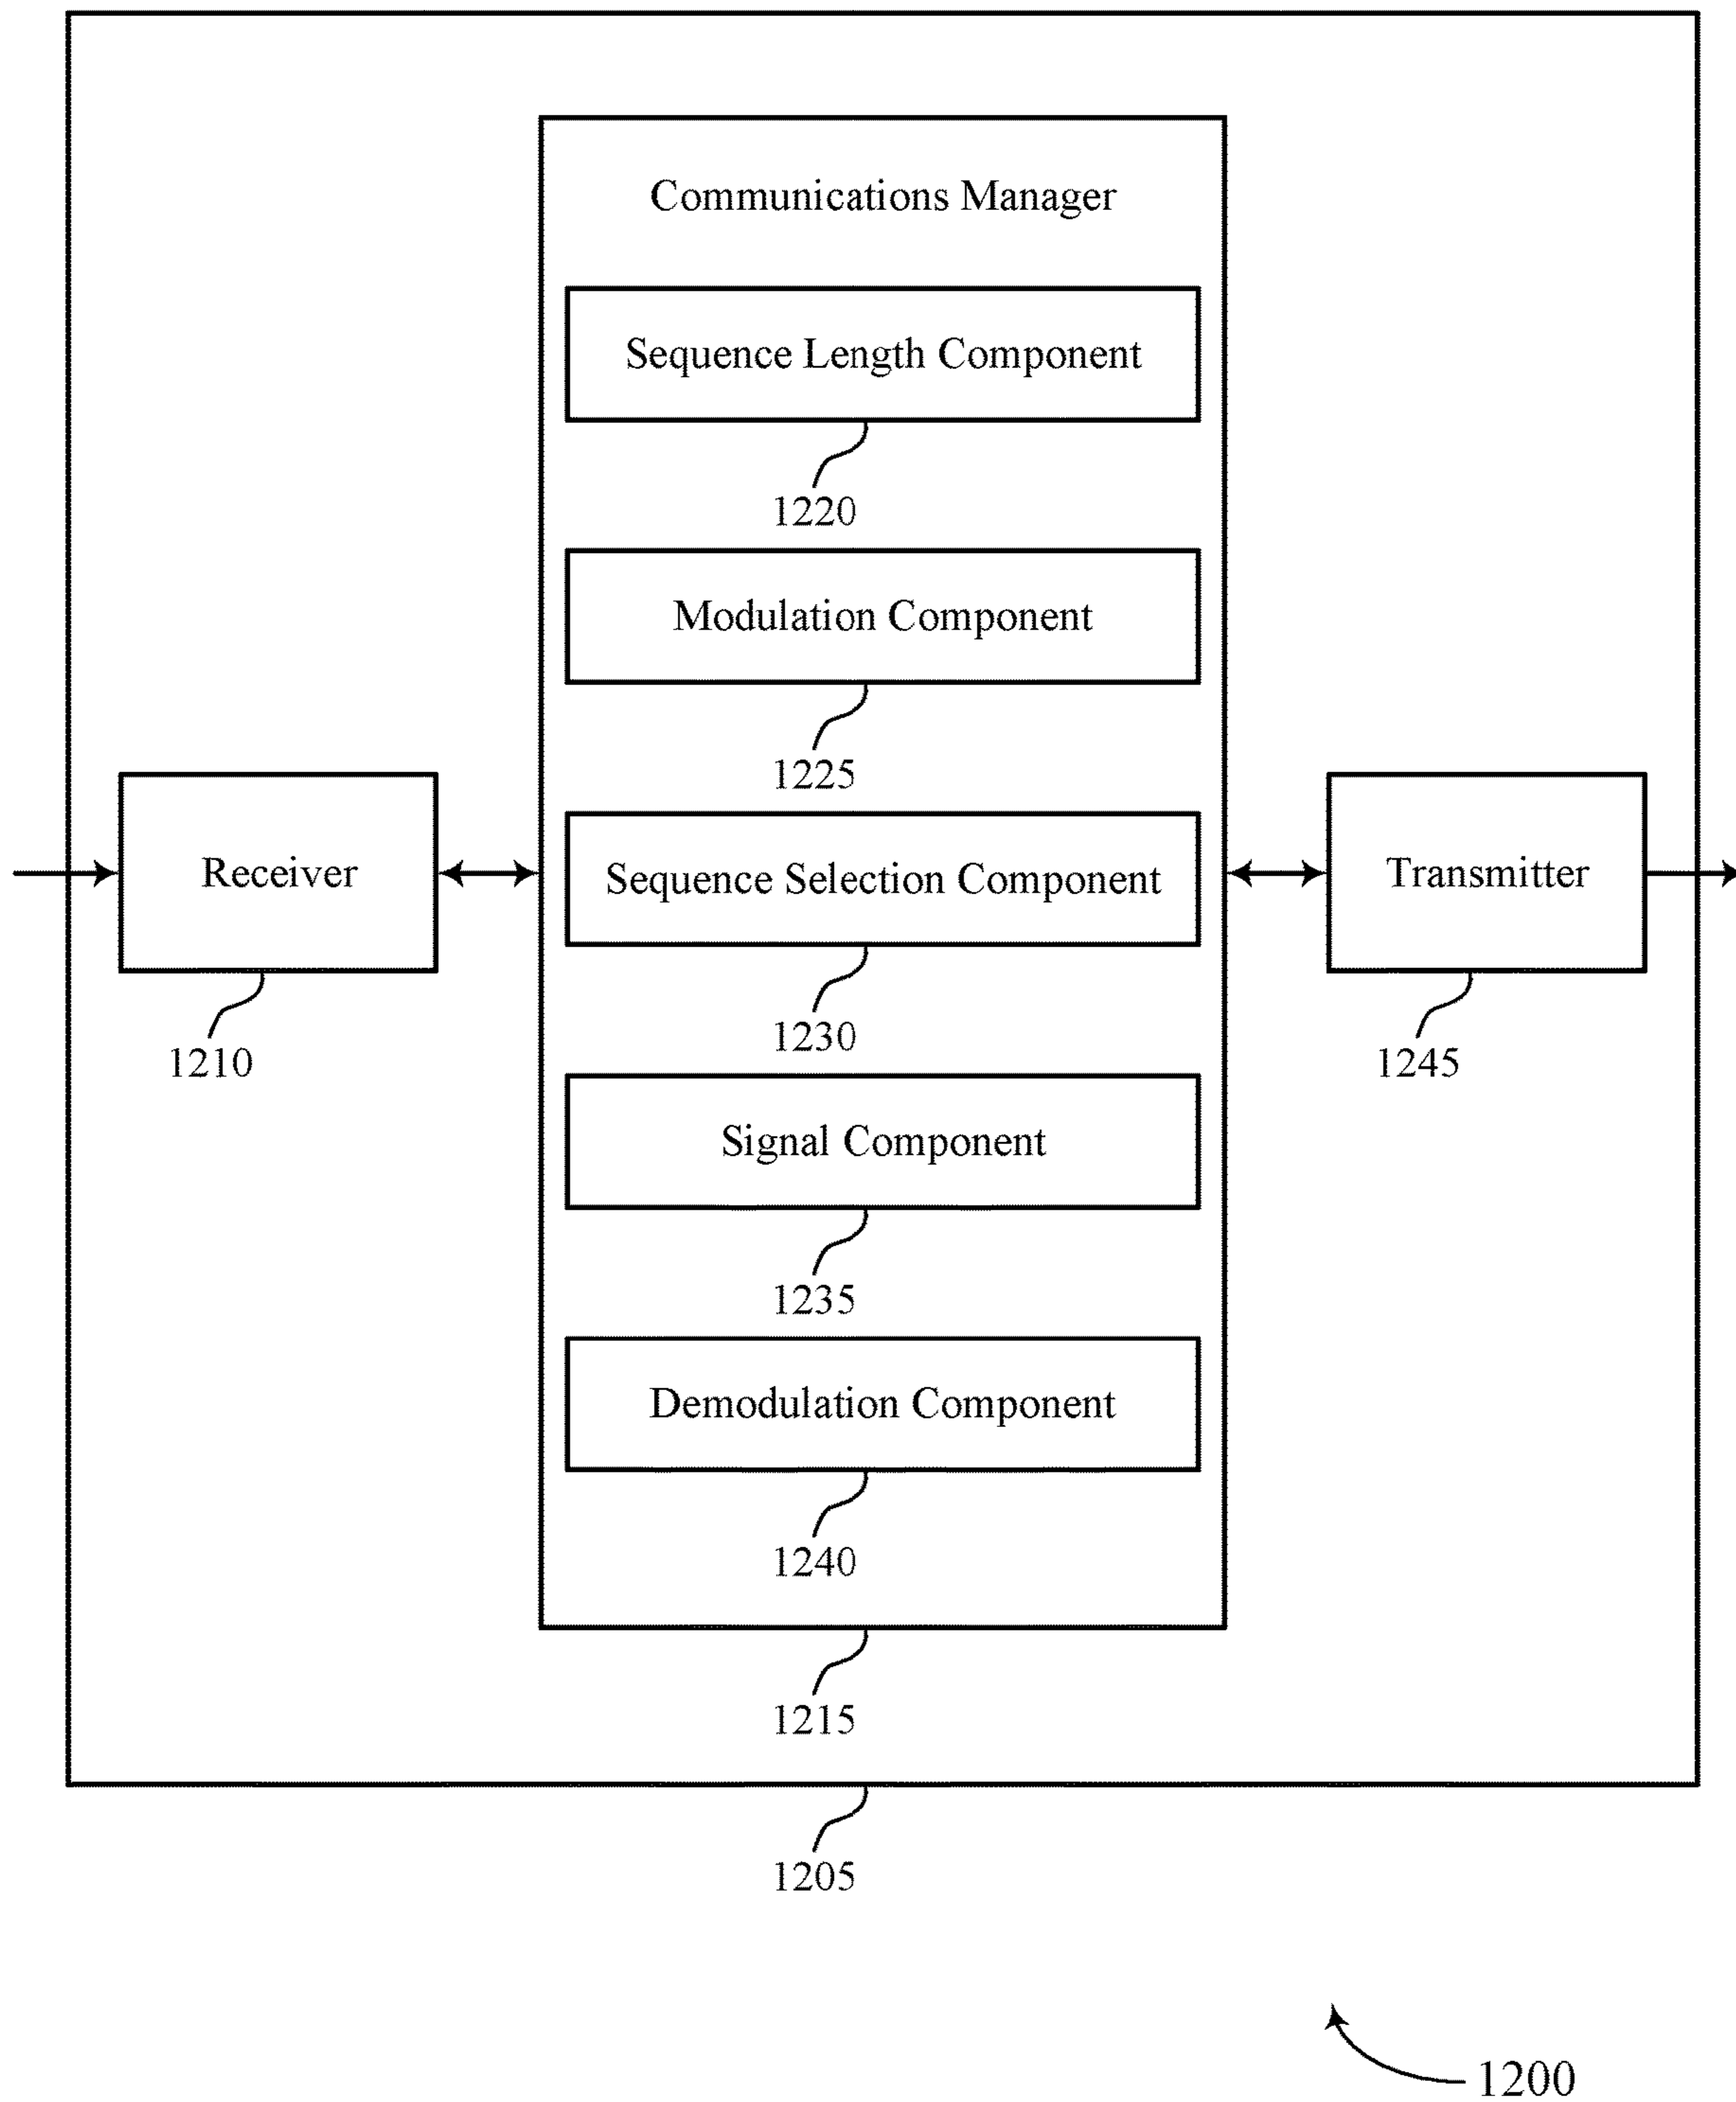 Communications Manager
Sequence Length Component
1220
Modulation Component
1225
Receiver
1210
Sequence Selection Component
1230
Transmitter
1245
Signal Component
1235
Demodulation Component
1240
1215
1205
1200